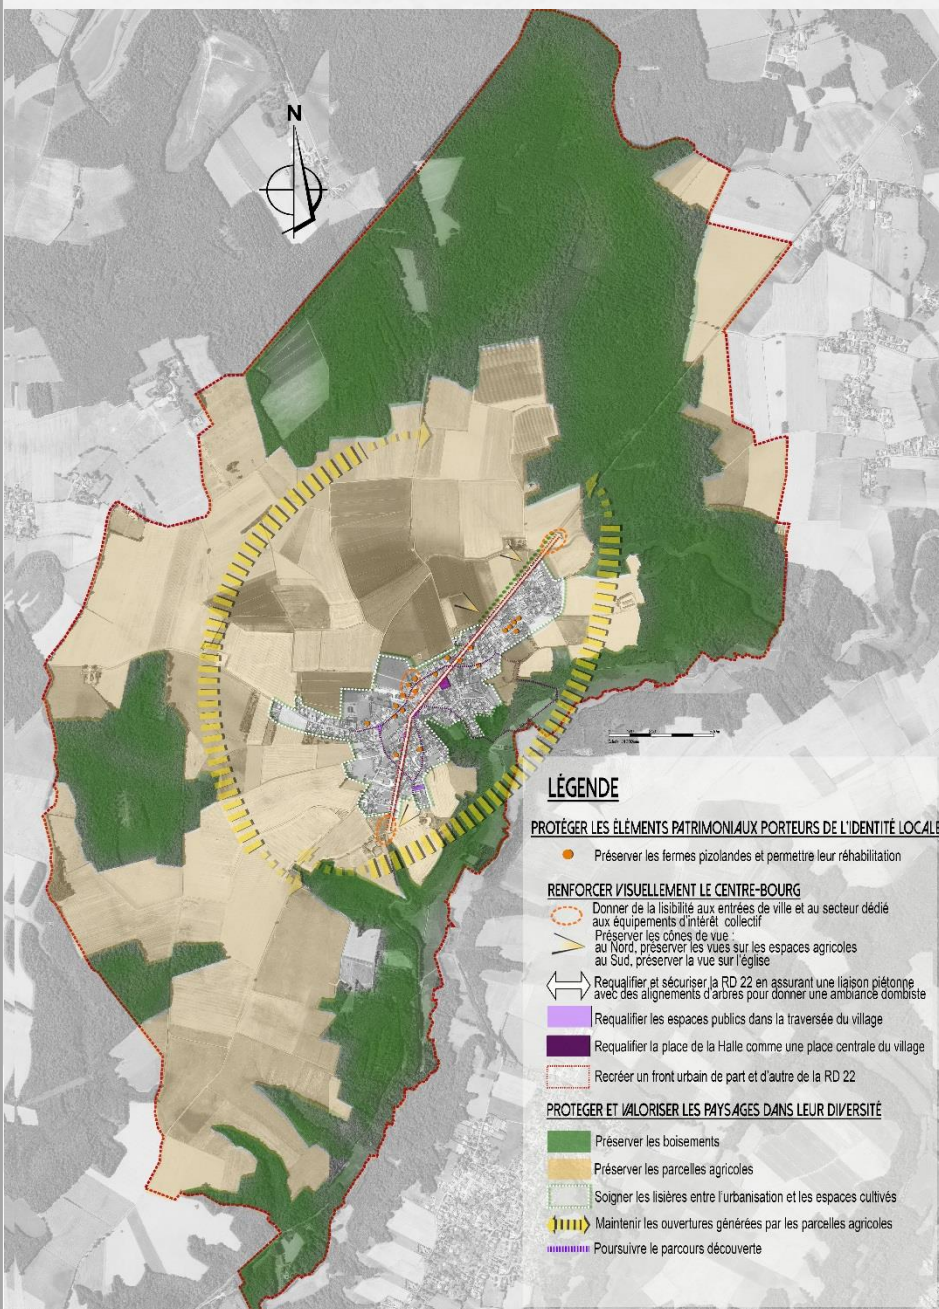 N
LÉGENDE
PROTÉGER LES ÉLÉMENTS PATRIMONIAUX PORTEURS DE L'IDENTITÉ LOCALE
Préserver les fermes pizolandes et permettre leur réhabilitation
RENFORCER VISUELLEMENT LE CENTRE-BOURG
Donner de la lisibilité aux entrées de ville et au secteur dédié
aux équipements d'intérêt collectif
Préserver les cônes de vue :
au Nord, préserver les vues sur les espaces agricoles
au Sud, préserver la vue sur l'église
Requalifier et sécuriser la RD 22 en assurant une liaison piétonne
avec des alignements d'arbres pour donner une ambiance dombiste
Requalifier les espaces publics dans la traversée du village
Requalifier la place de la Halle comme une place centrale du village
Recréer un front urbain de part et d'autre de la RD 22
PROTEGER ET VALORISER LES PAYSAGES DANS LEUR DIVERSITÉ
Préserver les boisements
Préserver les parcelles agricoles
Soigner les lisières entre l'urbanisation et les espaces cultivés
Maintenir les ouvertures générées par les parcelles agricoles
Poursuivre le parcours découverte